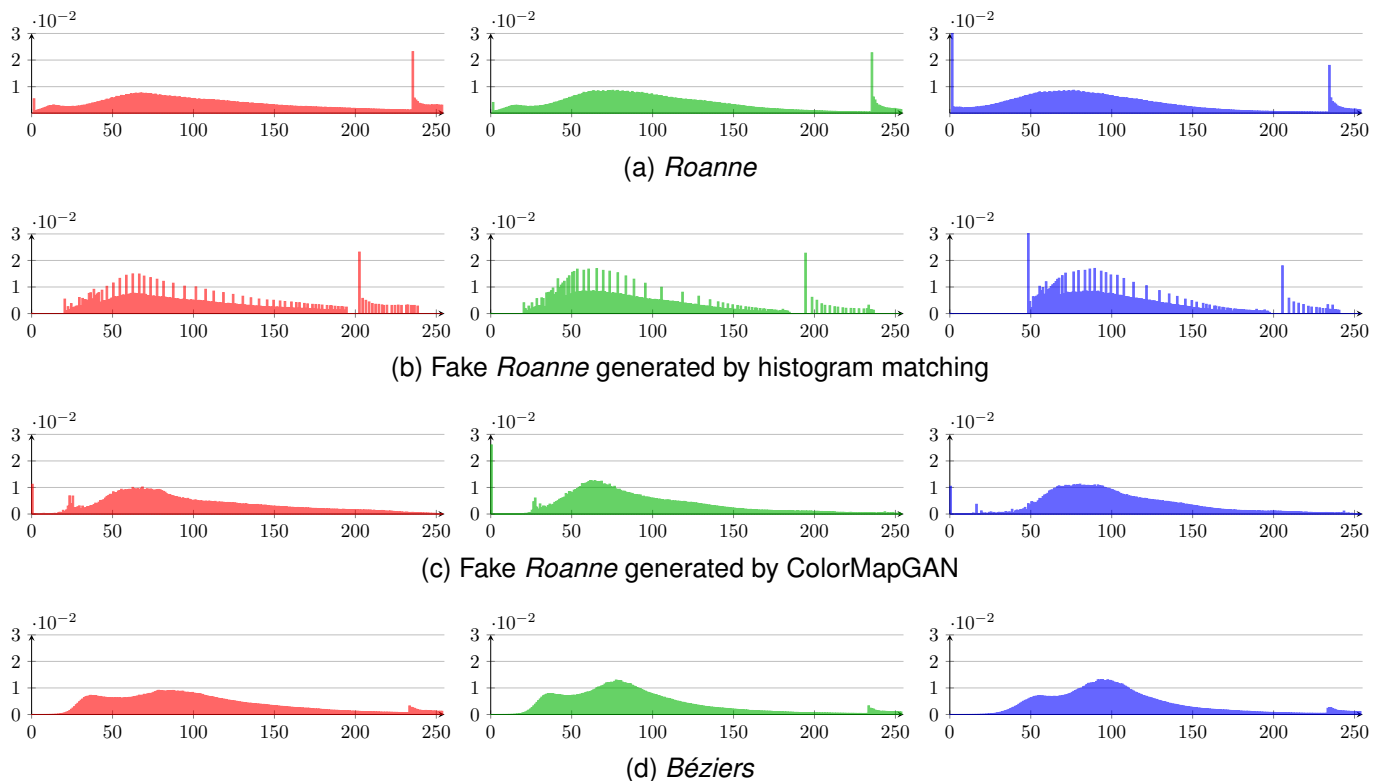 ·10⁻² ·10⁻² ·10⁻²
3 3 3
2 2 2
1 1 1
0 50 100 150 200 250 0 50 100 150 200 250 0 50 100 150 200 250
(a) Roanne
·10⁻² ·10⁻² ·10⁻²
3 3 3
2 2 2
1 1 1
0 0 0
0 50 100 150 200 250 0 50 100 150 200 250 0 50 100 150 200 250
(b) Fake Roanne generated by histogram matching
·10⁻² ·10⁻² ·10⁻²
3 3 3
2 2 2
1 1 1
0 0 0
0 50 100 150 200 250 0 50 100 150 200 250 0 50 100 150 200 250
(c) Fake Roanne generated by ColorMapGAN
·10⁻² ·10⁻² ·10⁻²
3 3 3
2 2 2
1 1 1
0 0 0
0 50 100 150 200 250 0 50 100 150 200 250 0 50 100 150 200 250
(d) Béziers